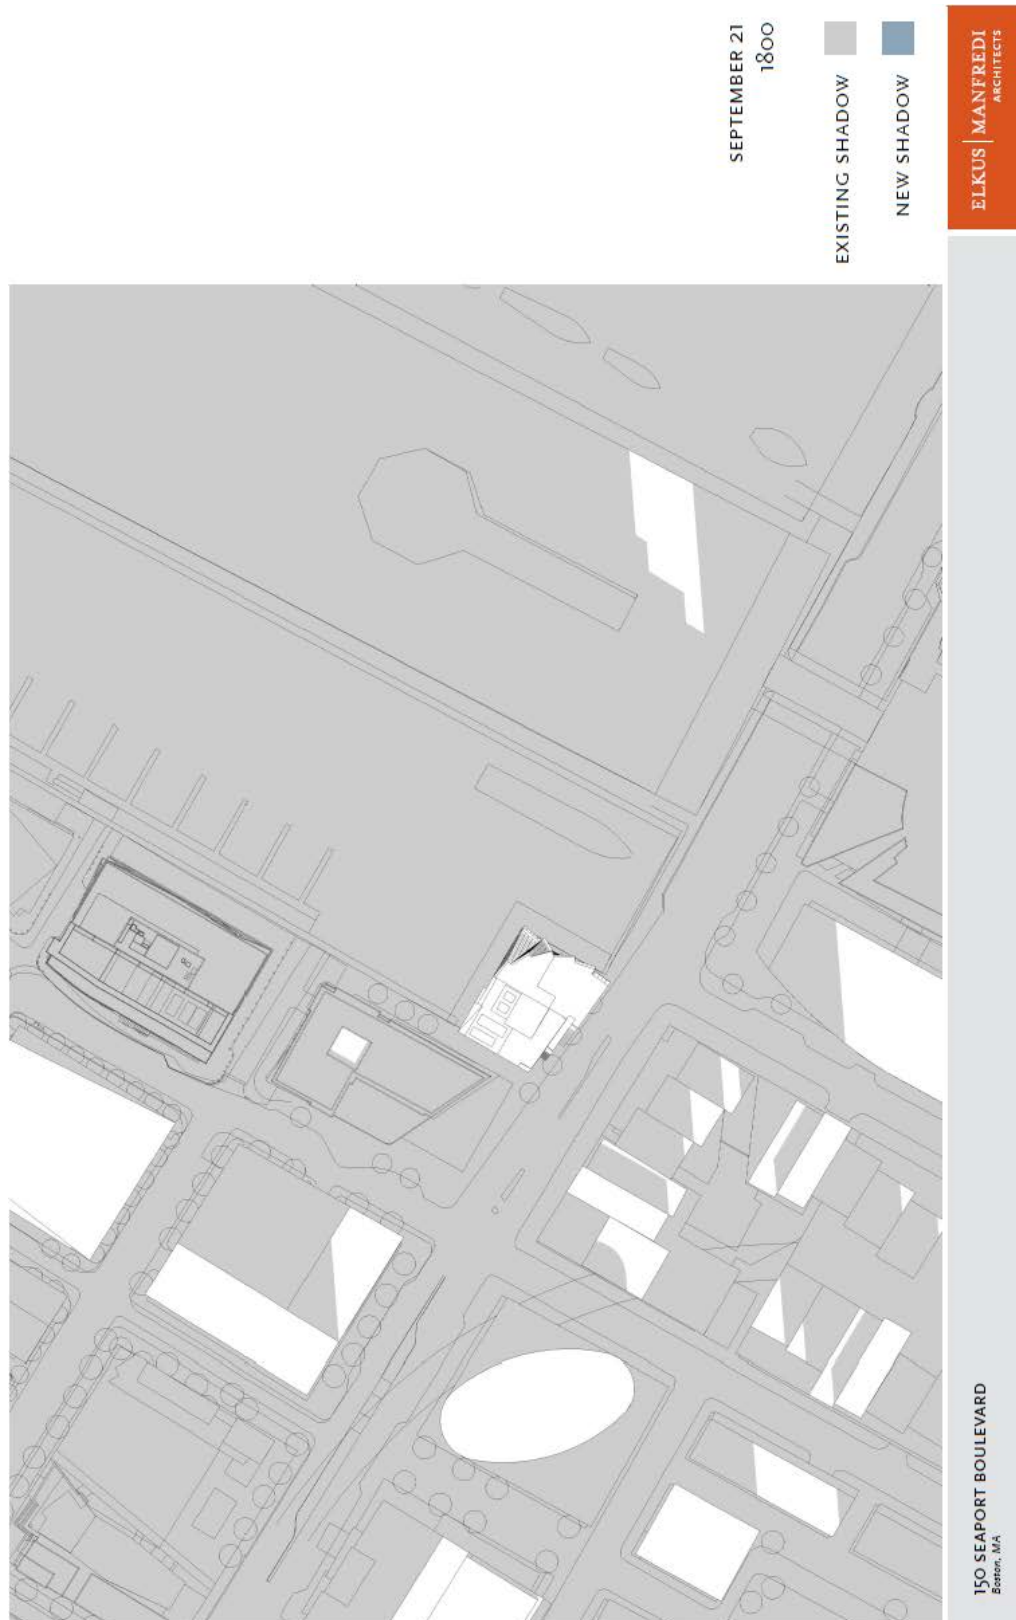 SEPTEMBER 21
1800
EXISTING SHADOW
NEW SHADOW
ELKUS | MANFREDI
ARCHITECTS
150 SEAPORT BOULEVARD
Boston, MA